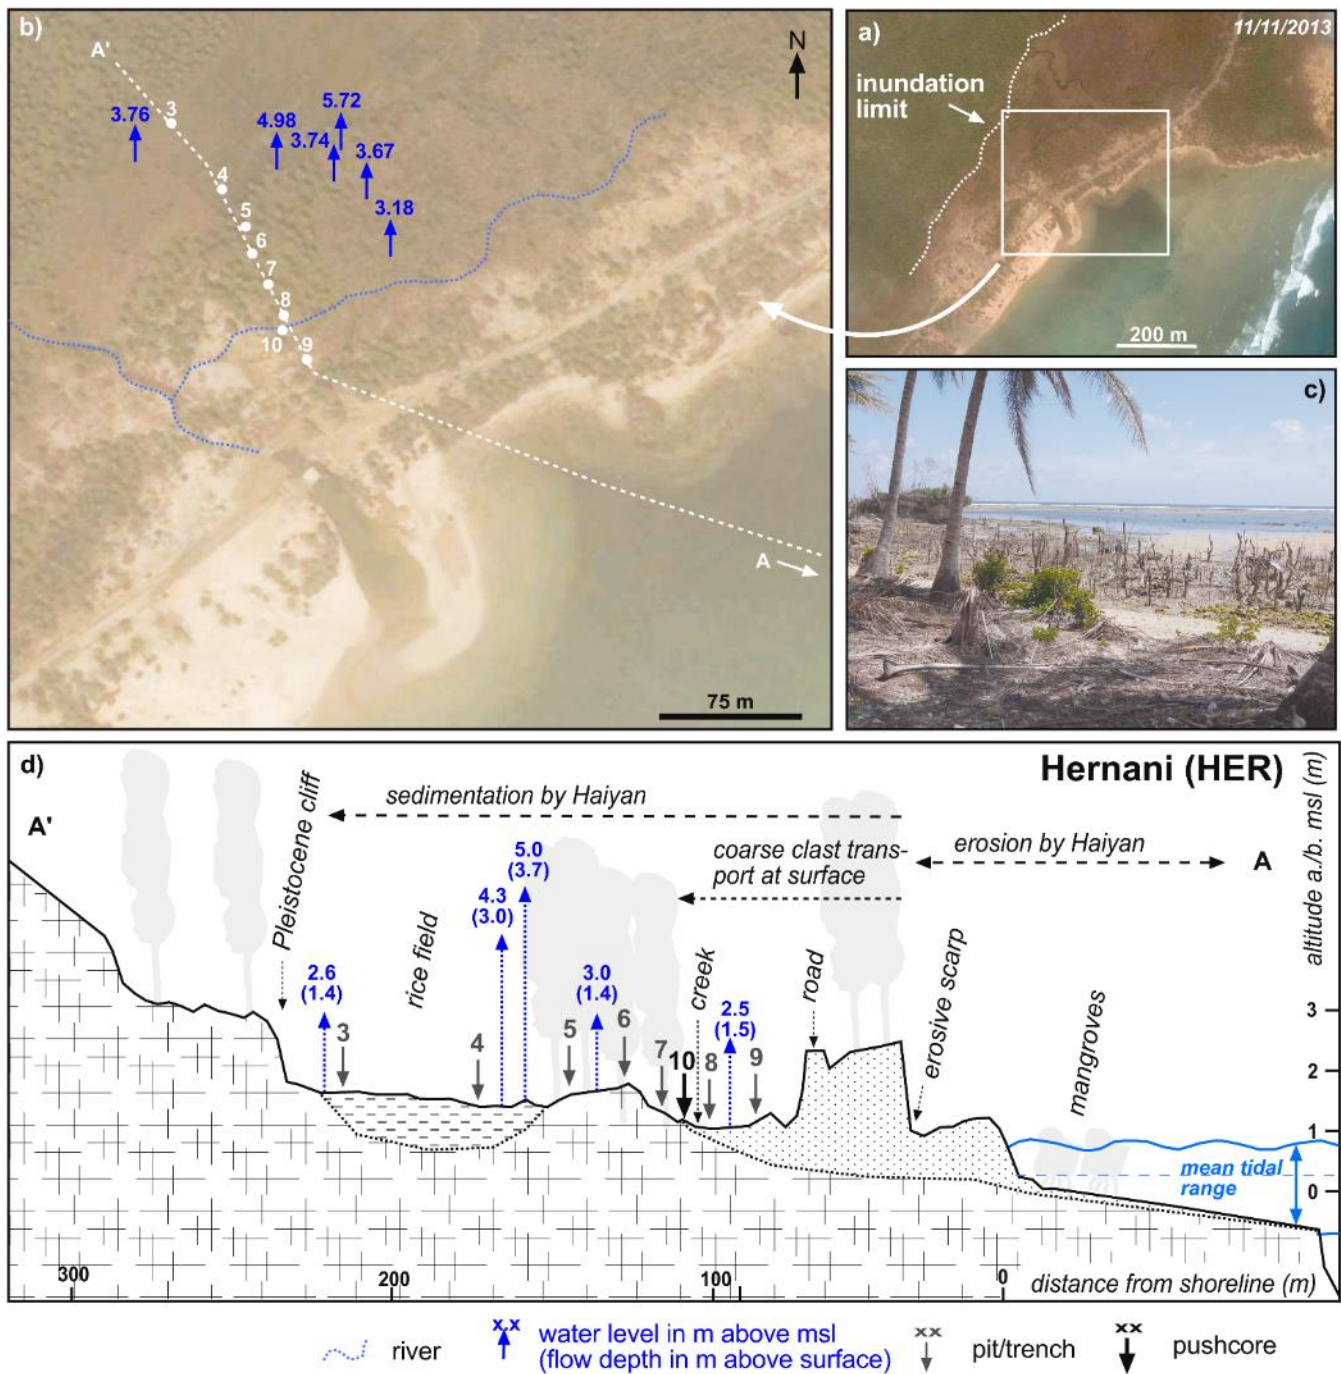 b)
A'
N
3
3.76
4.98
5.72
3.74
3.67
3.18
4
5
6
7
8
10
9
A
75 m
a)
11/11/2013
inundation
limit
200 m
c)
d)
Hernani (HER)
A'
sedimentation by Haiyan
erosion by Haiyan
A
coarse clast trans-
port at surface
Pleistocene cliff
rice field
creek
road
erosive scarp
mangroves
altitude a./b. msl (m)
2.6
(1.4)
4.3
(3.0)
5.0
(3.7)
3.0
(1.4)
2.5
(1.5)
3
4
5
6
7
10
8
9
3
2
1
0
mean tidal
range
300
200
100
0
distance from shoreline (m)
river
x.x
water level in m above msl
(flow depth in m above surface)
xx
pit/trench
xx
pushcore